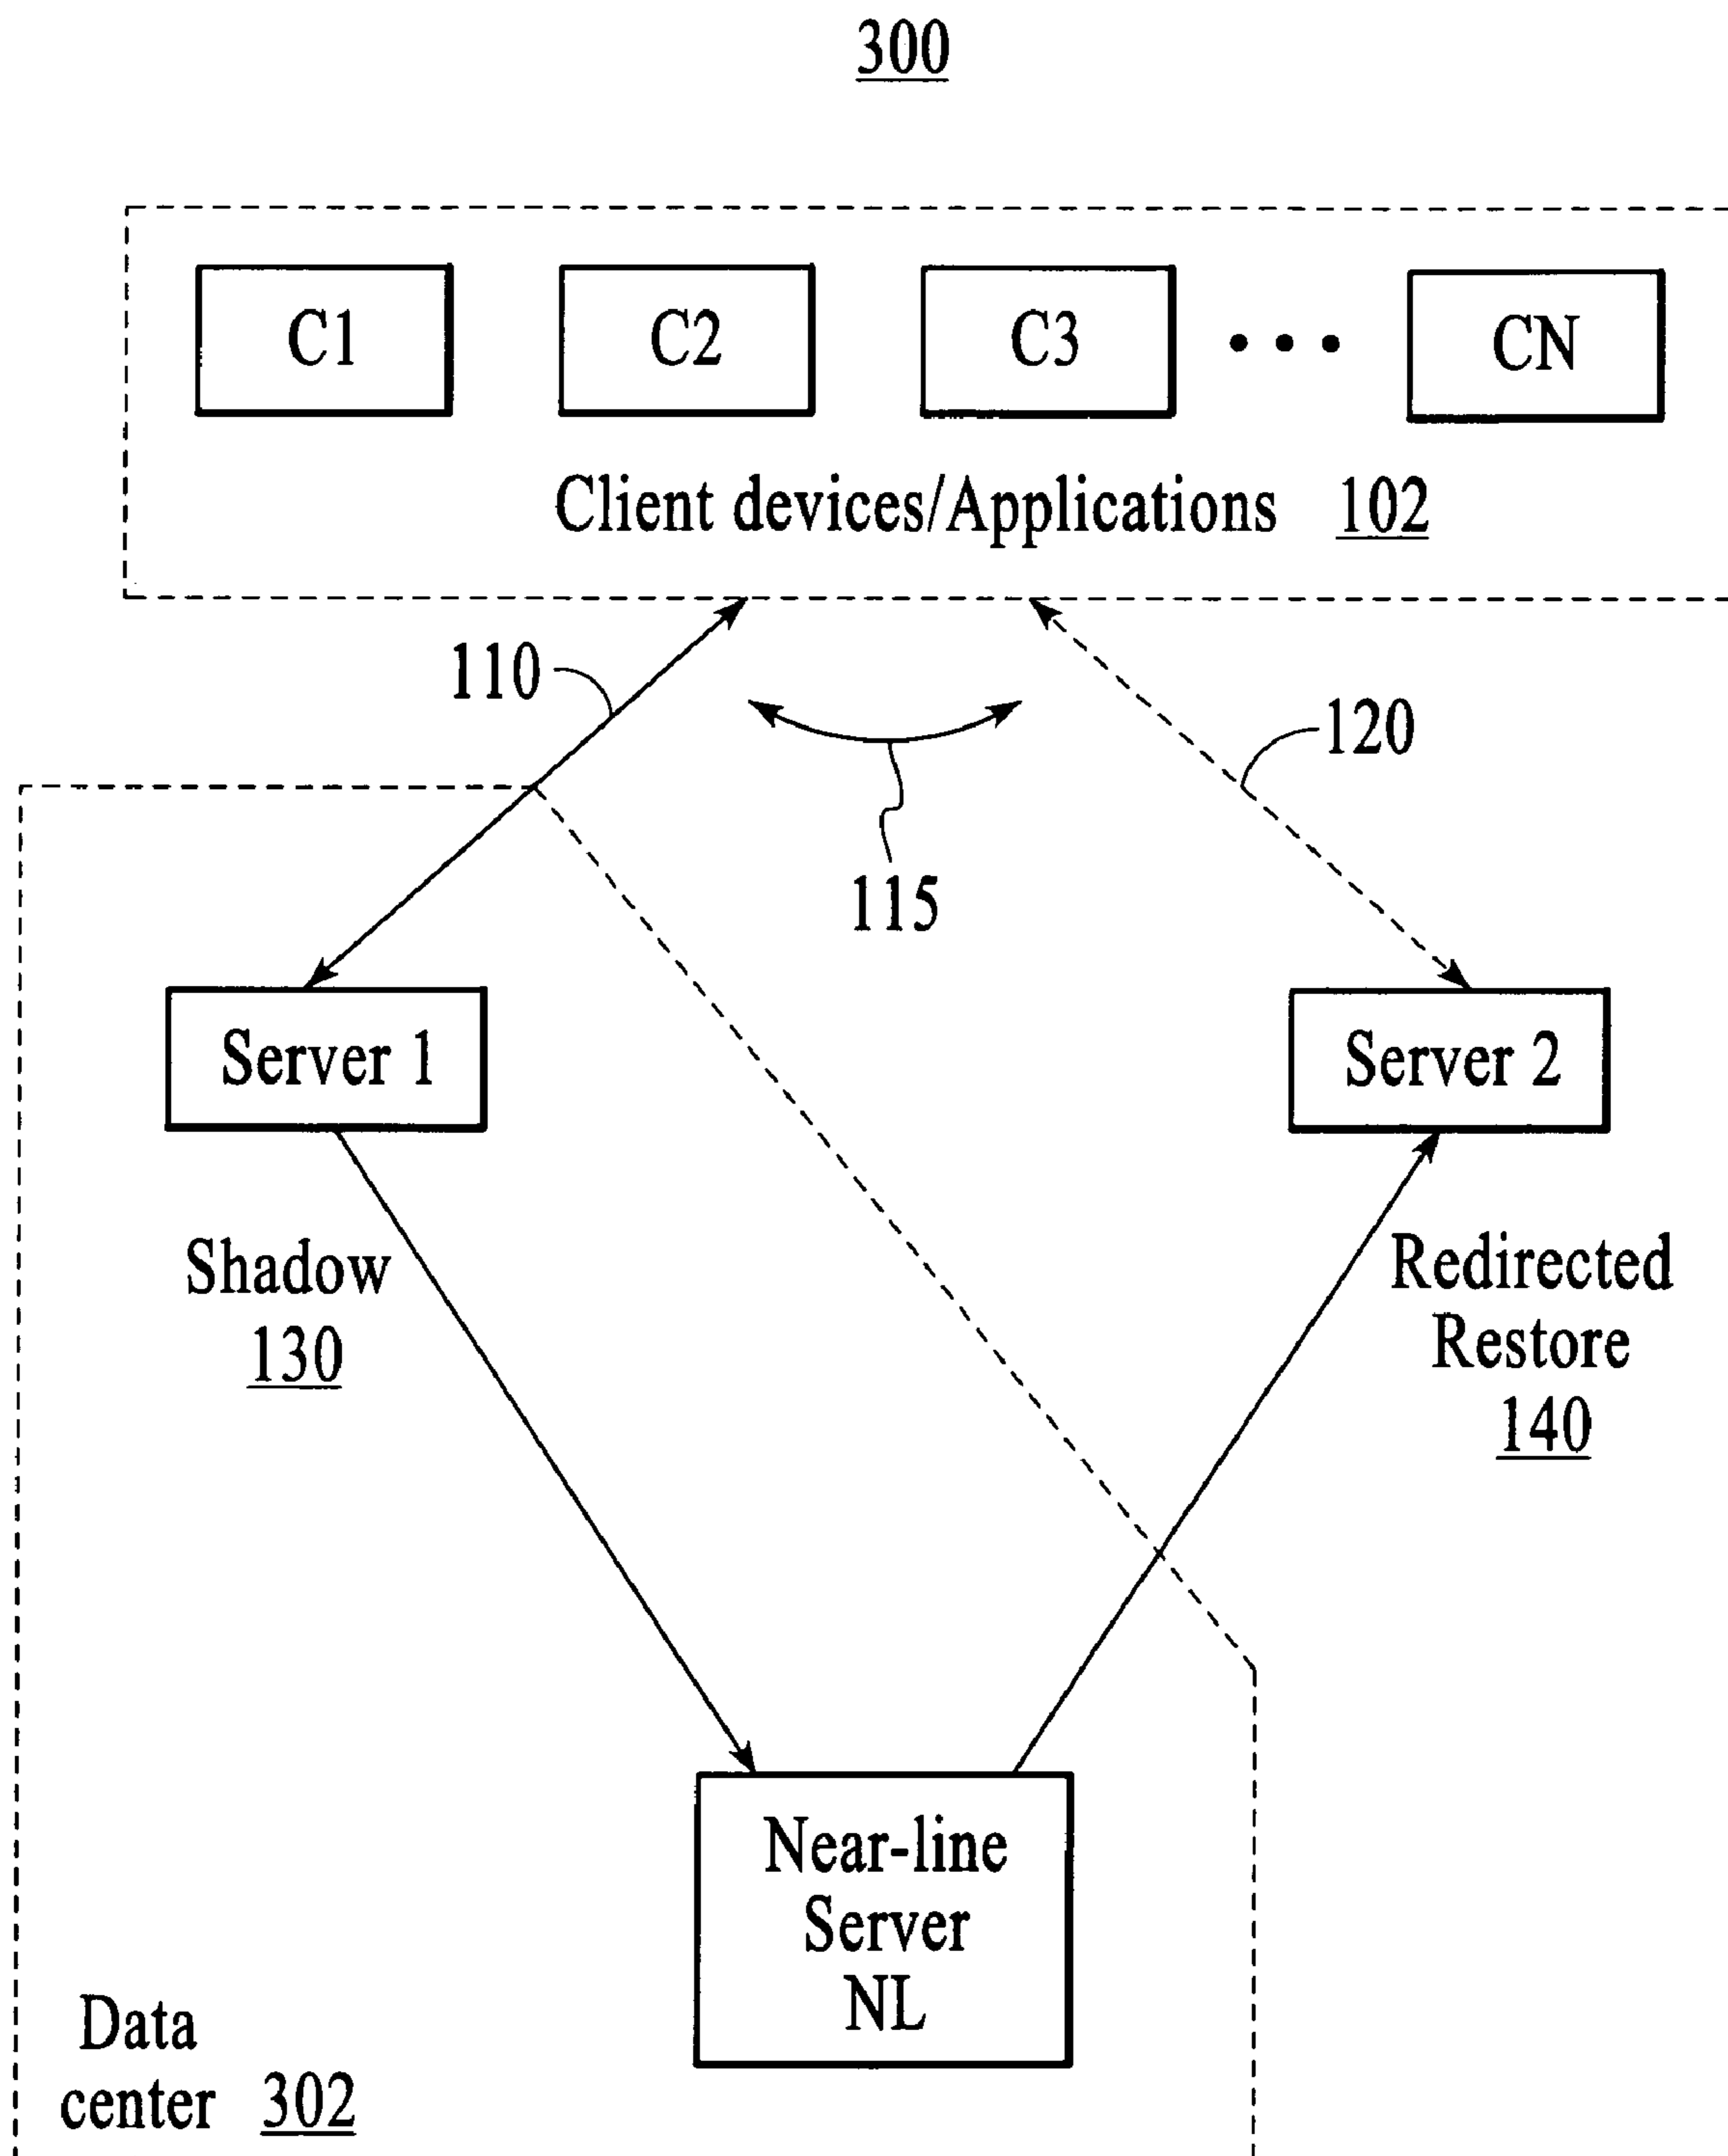 300
C1
C2
C3
• • •
CN
Client devices/Applications 102
110
120
115
Server 1
Server 2
Shadow
130
Redirected
Restore
140
Near-line
Server
NL
Data
center 302